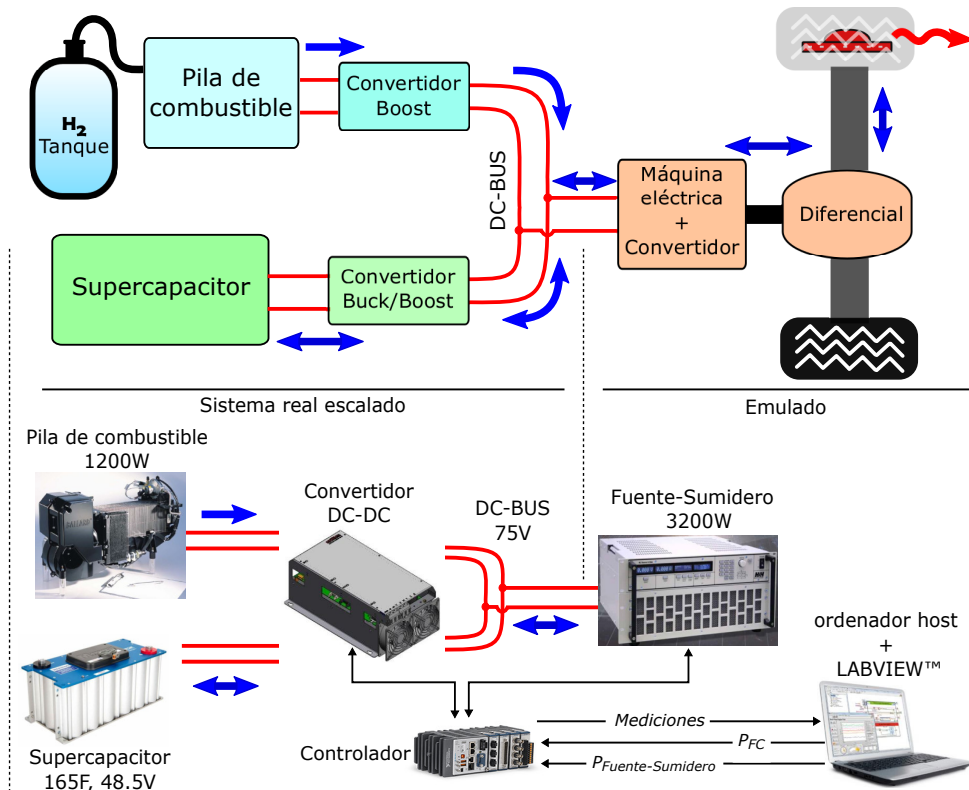 H2
Tanque
Pila de
combustible
Convertidor
Boost
DC-BUS
Máquina
eléctrica
+
Convertidor
Diferencial
Supercapacitor
Convertidor
Buck/Boost
Sistema real escalado
Emulado
Pila de combustible
1200W
Convertidor
DC-DC
DC-BUS
75V
Fuente-Sumidero
3200W
ordenador host
+
LABVIEW™
Supercapacitor
165F, 48.5V
Controlador
Mediciones
PFC
PFuente-Sumidero